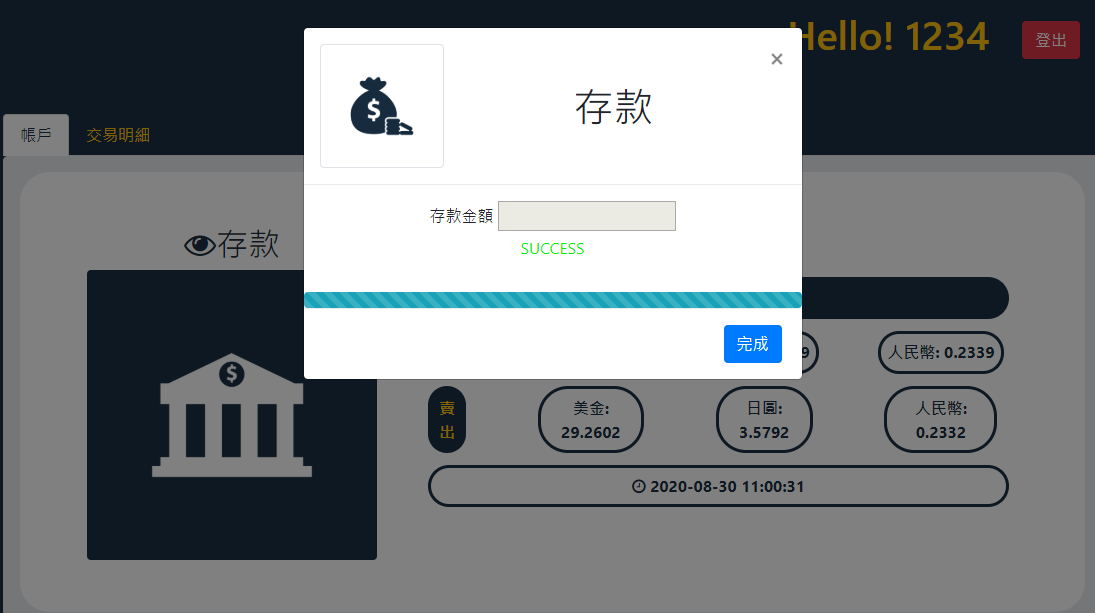 Hello! 1234
登出
×
存款
帳戶
交易明細
存款金額
SUCCESS
存款
完成
9
人民幣: 0.2339
賣
出
美金:
29.2602
日圓:
3.5792
人民幣:
0.2332
2020-08-30 11:00:31